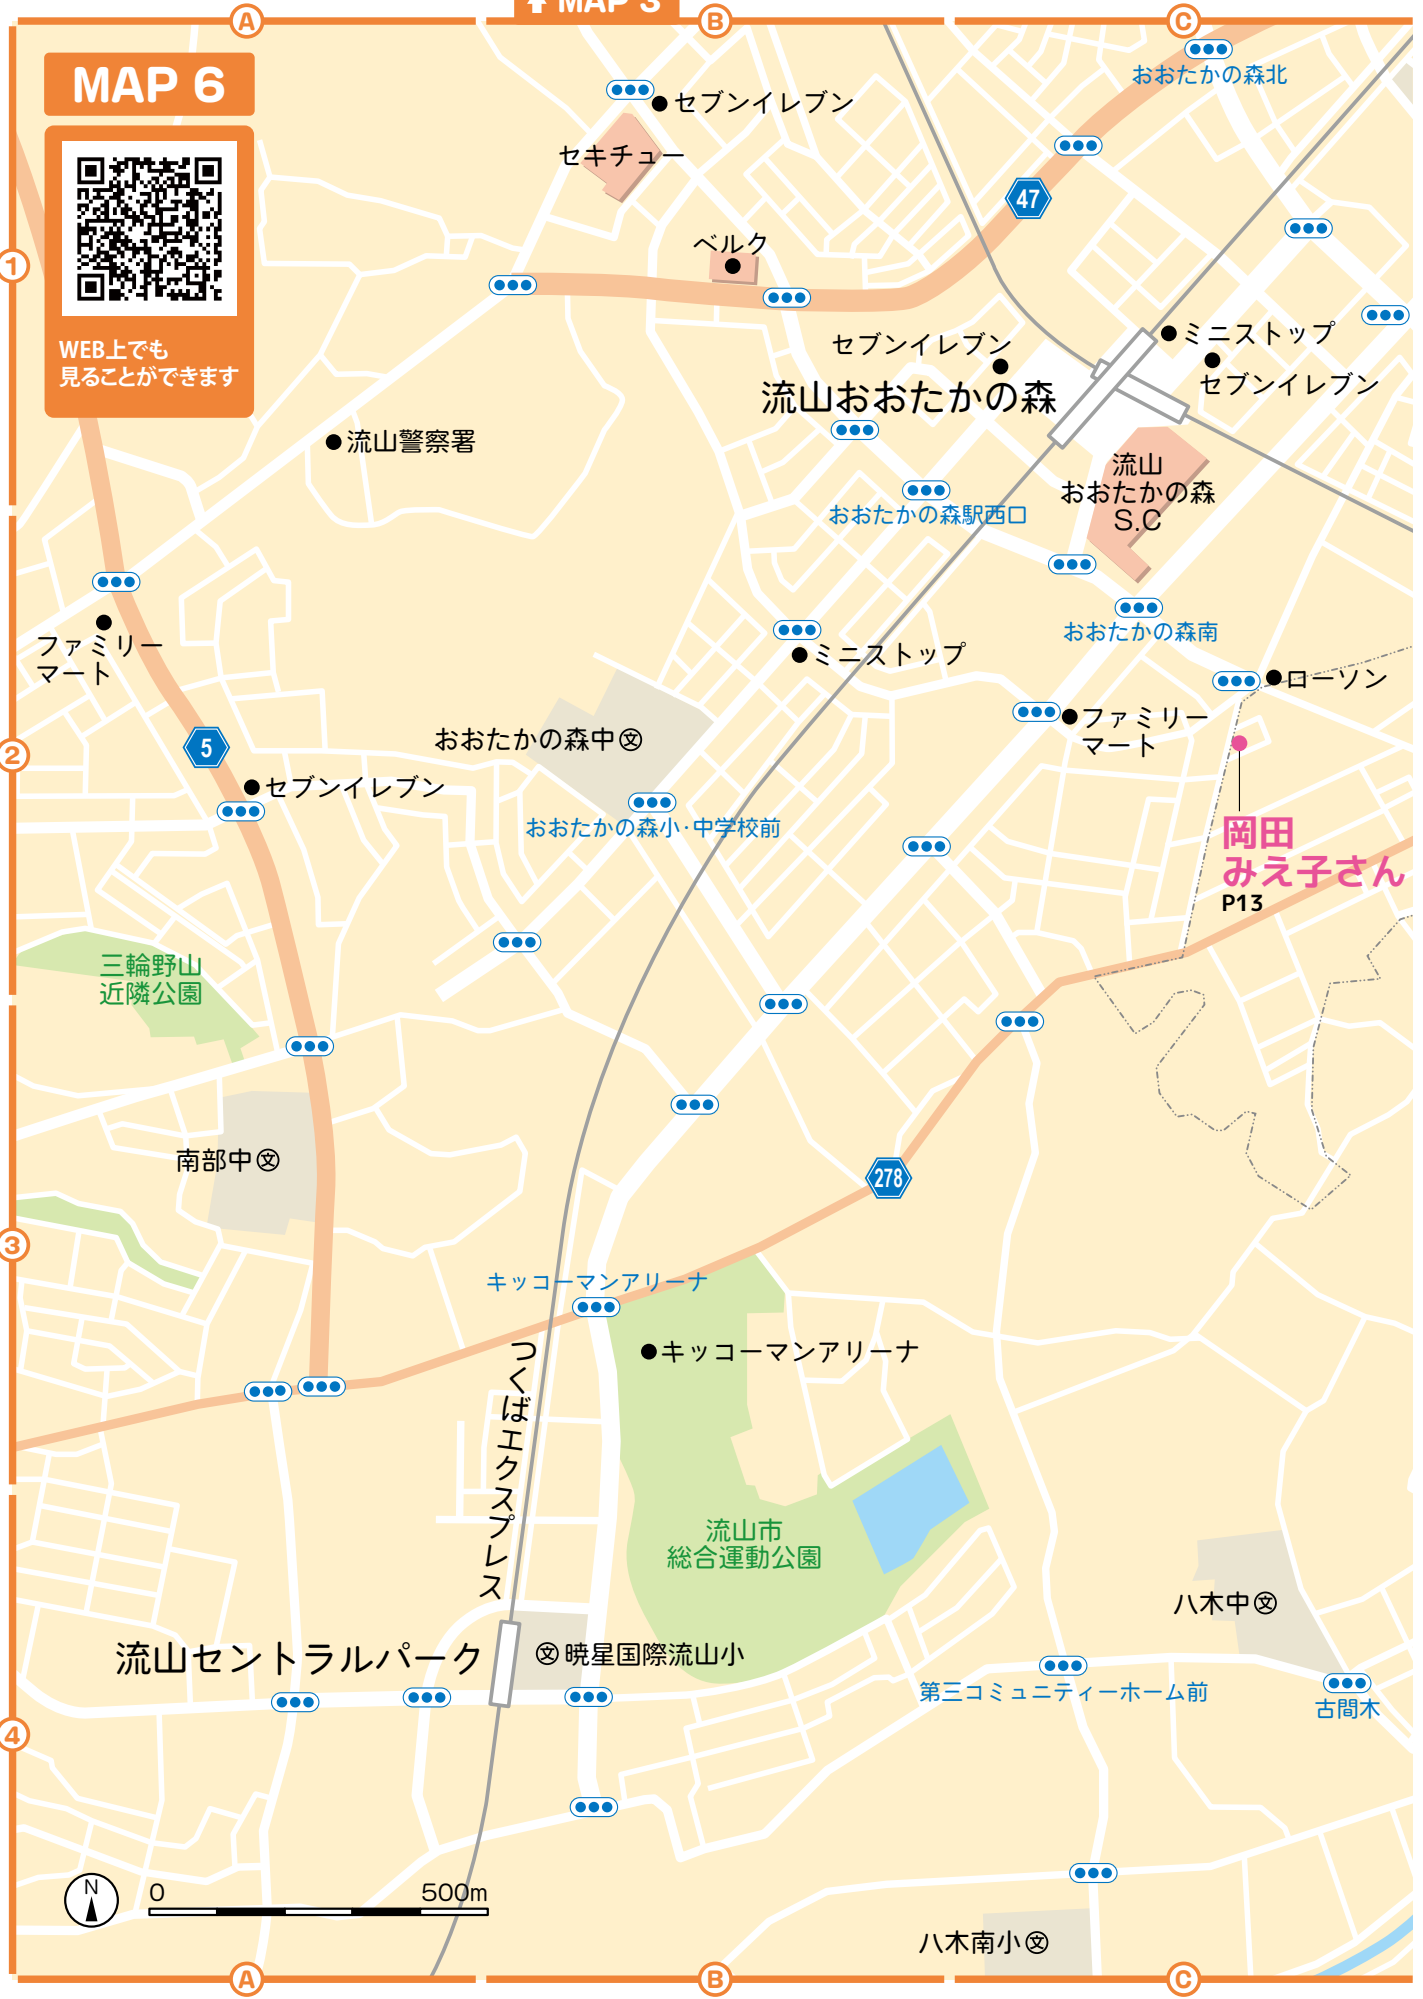 MAP 3
A
B
C
MAP 6
WEB上でも
見ることができます
おおたかの森北
セブンイレブン
セキチュー
47
ベルク
1
セブンイレブン
ミニストップ
セブンイレブン
流山おおたかの森
流山警察署
流山
おおたかの森
S.C
おおたかの森駅西口
ファミリー
マート
おおたかの森南
ミニストップ
ローソン
ファミリー
マート
おおたかの森中文
2
5
セブンイレブン
おおたかの森小・中学校前
岡田
みえ子さん
P13
三輪野山
近隣公園
南部中文
278
3
キッコーマンアリーナ
キッコーマンアリーナ
つくばエクスプレス
流山市
総合運動公園
八木中文
流山セントラルパーク
文暁星国際流山小
第三コミュニティーホーム前
古間木
4
N
0
500m
八木南小文
A
B
C